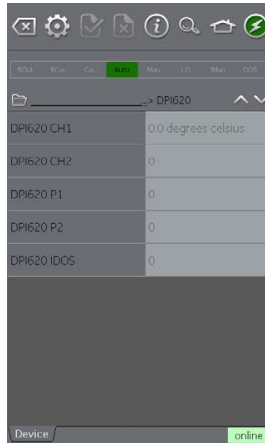 ROut RCas Cas Auto Man LO IMan OOS
...> DPI620
DPI620 CH1 0.0 degrees celsius
DPI620 CH2 0
DPI620 P1 0
DPI620 P2 0
DPI620 IDOS 0
Device online